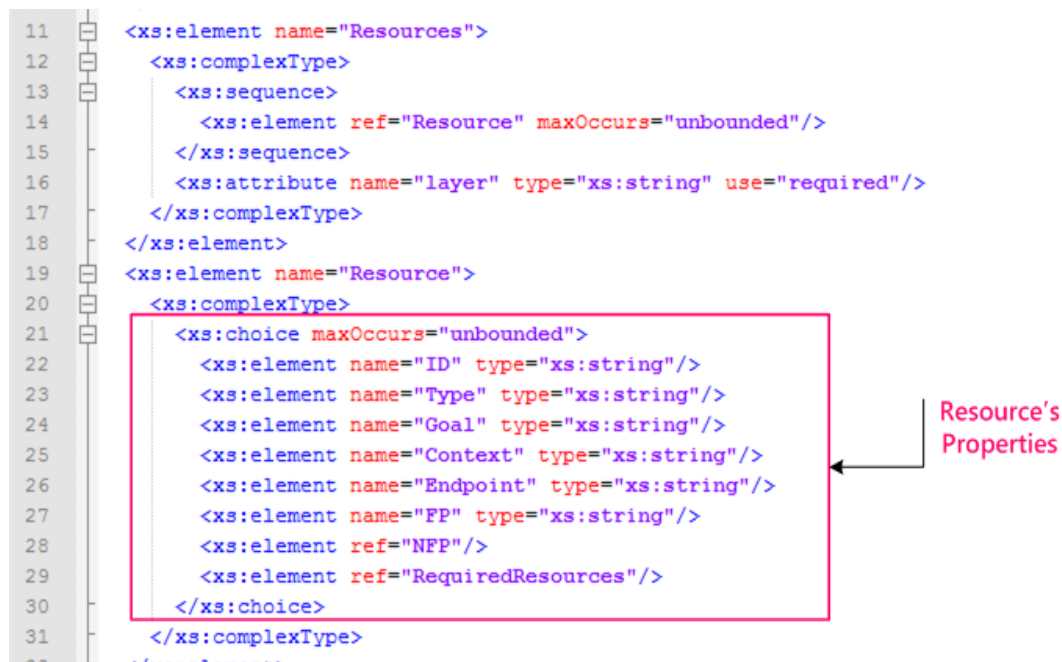 11 <xs:element name="Resources">
12 <xs:complexType>
13 <xs:sequence>
14 <xs:element ref="Resource" maxOccurs="unbounded"/>
15 </xs:sequence>
16 <xs:attribute name="layer" type="xs:string" use="required"/>
17 </xs:complexType>
18 </xs:element>
19 <xs:element name="Resource">
20 <xs:complexType>
21 <xs:choice maxOccurs="unbounded">
22 <xs:element name="ID" type="xs:string"/>
23 <xs:element name="Type" type="xs:string"/>
24 <xs:element name="Goal" type="xs:string"/>
25 <xs:element name="Context" type="xs:string"/>
26 <xs:element name="Endpoint" type="xs:string"/>
27 <xs:element name="FP" type="xs:string"/>
28 <xs:element ref="NFP"/>
29 <xs:element ref="RequiredResources"/>
30 </xs:choice>
31 </xs:complexType>
Resource's
Properties